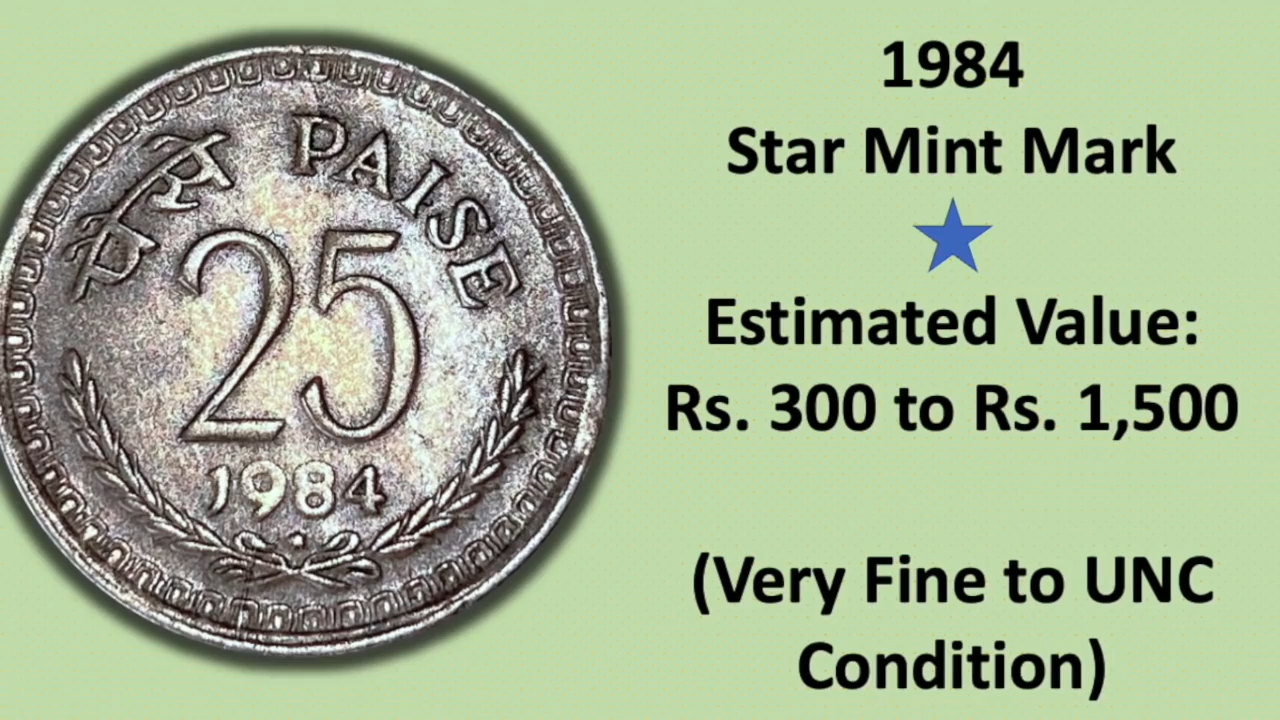 पैसे PAISE
25
1984
1984
Star Mint Mark
Estimated Value:
Rs. 300 to Rs. 1,500
(Very Fine to UNC
Condition)